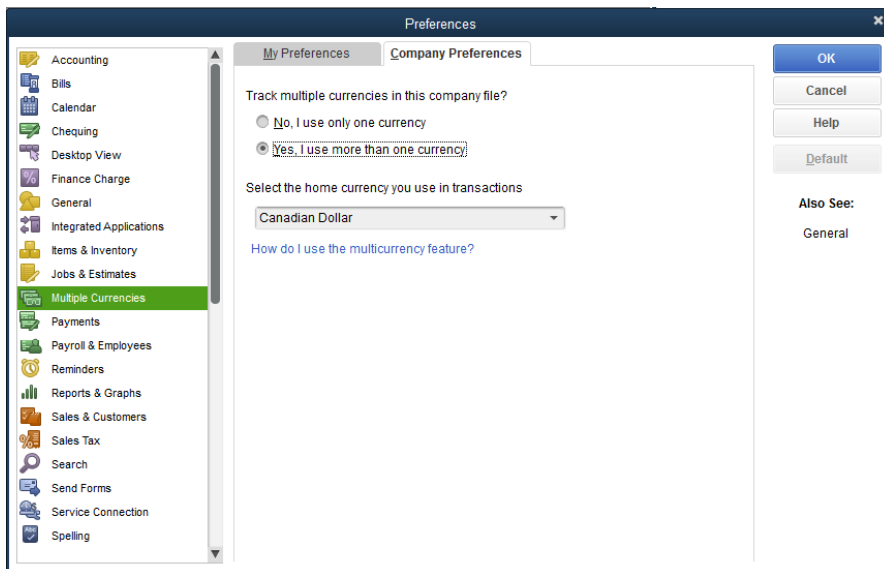 Preferences
Accounting
Bills
Calendar
Chequing
Desktop View
Finance Charge
General
Integrated Applications
Items & Inventory
Jobs & Estimates
Multiple Currencies
Payments
Payroll & Employees
Reminders
Reports & Graphs
Sales & Customers
Sales Tax
Search
Send Forms
Service Connection
Spelling
My Preferences
Company Preferences
Track multiple currencies in this company file?
No, I use only one currency
Yes, I use more than one currency
Select the home currency you use in transactions
Canadian Dollar
How do I use the multicurrency feature?
OK
Cancel
Help
Default
Also See:
General